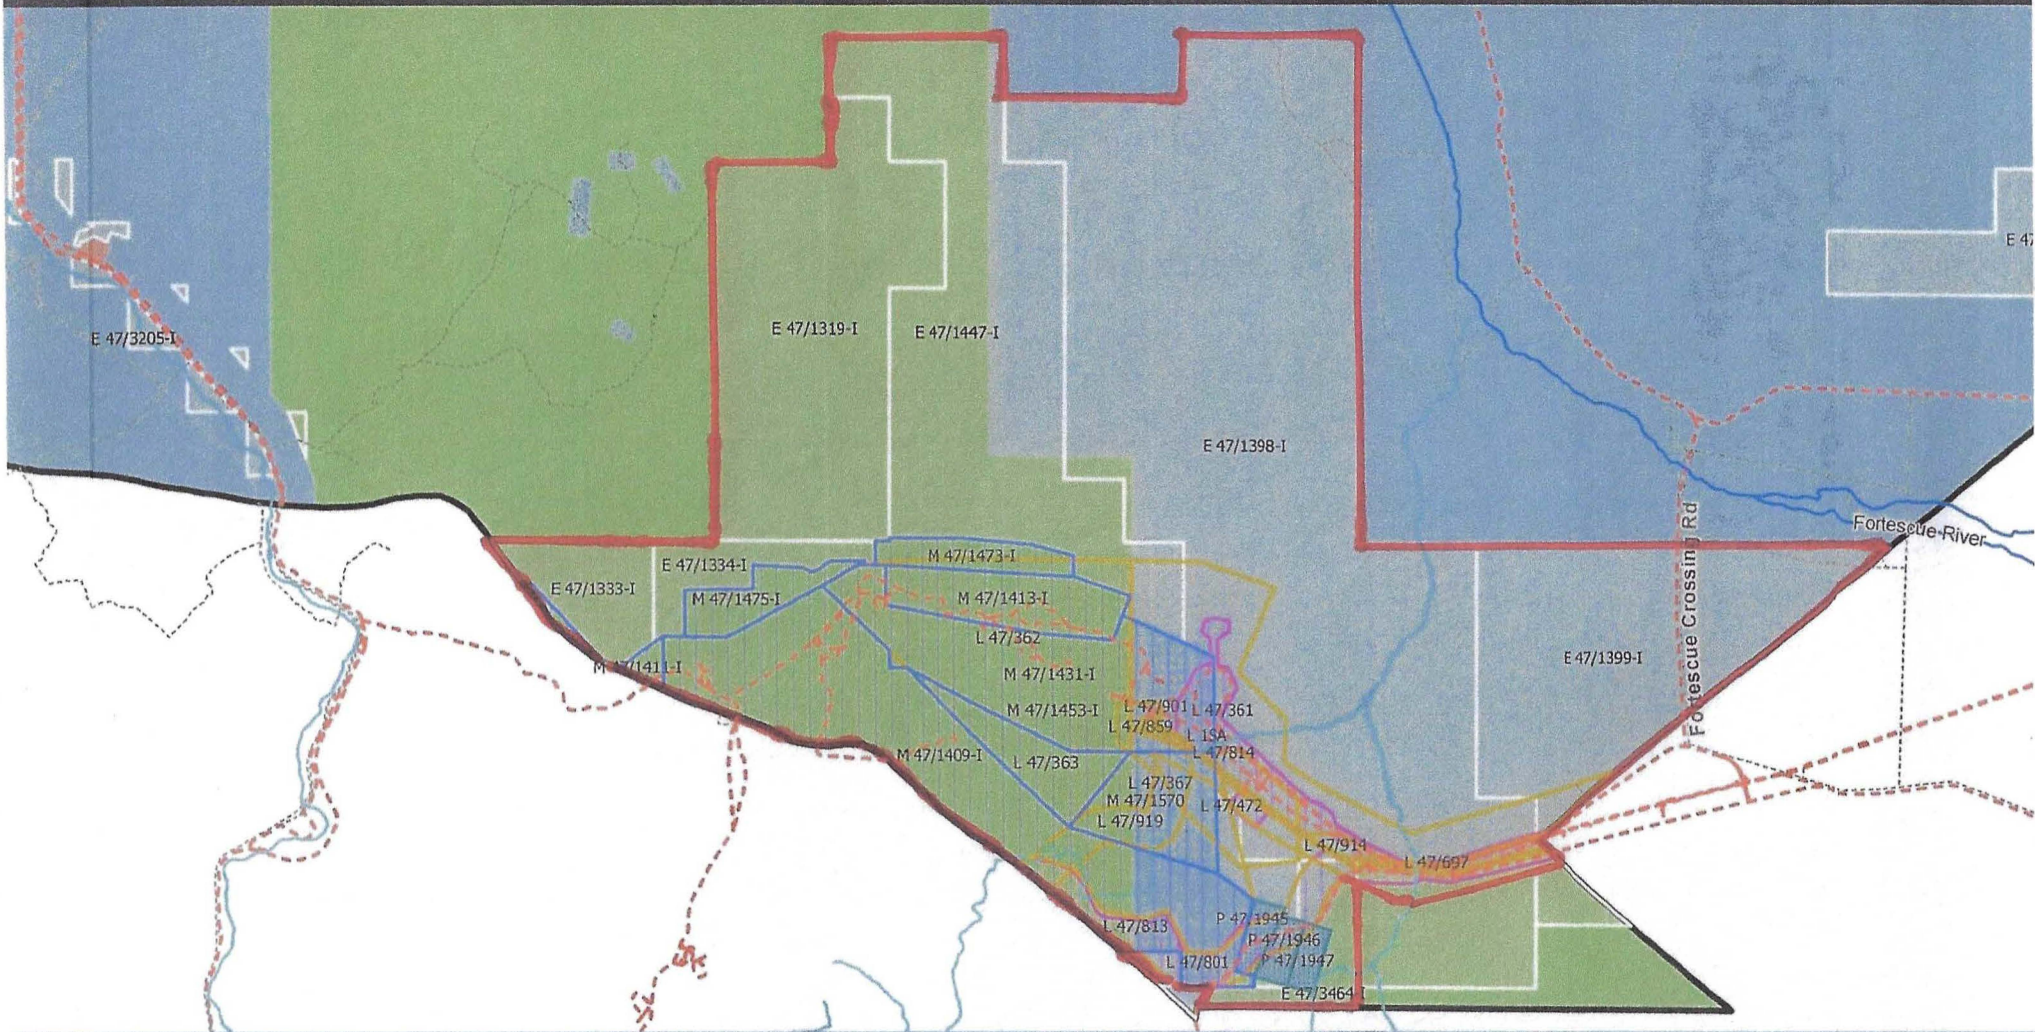 E 47
E 47/3205-I
E 47/1319-I
E 47/1447-I
E 47/1398-I
Fortescue River
Fortescue Crossing Rd
M 47/1473-I
E 47/1334-I
E 47/1333-I
M 47/1475-I
M 47/1413-I
L 47/362
E 47/1399-I
M 47/1411-I
M 47/1431-I
M 47/1453-I
L 47/901
L 47/361
L 47/859
L 1SA
L 47/814
M 47/1409-I
L 47/363
L 47/367
M 47/1570
L 47/472
L 47/919
L 47/914
L 47/697
P 47/1945
L 47/813
P 47/1946
P 47/1947
L 47/801
E 47/3464-I